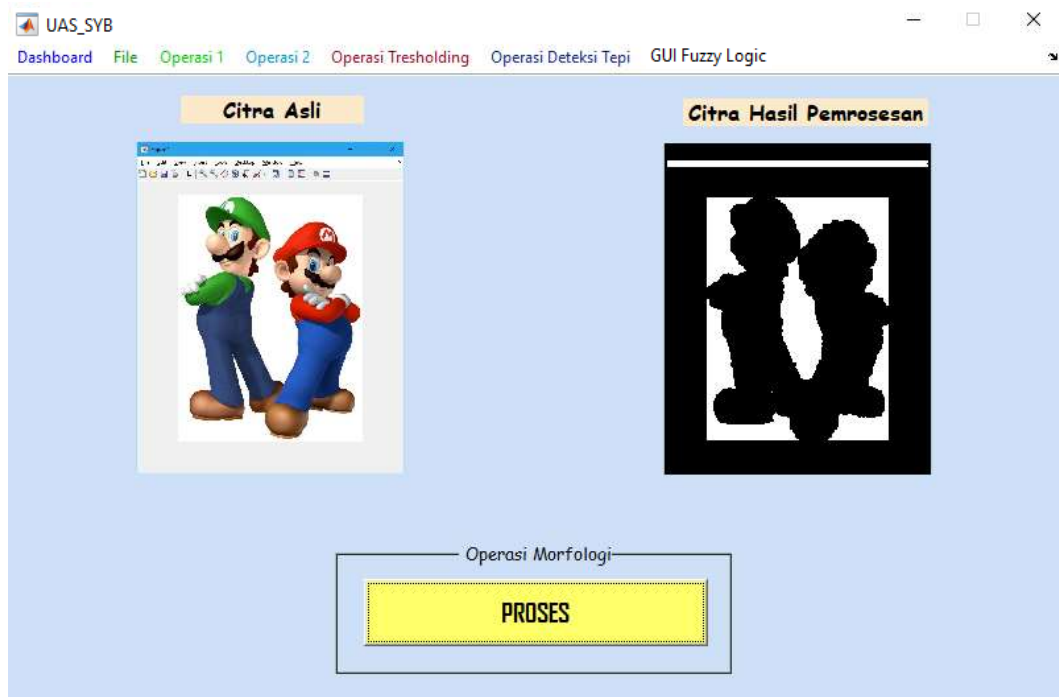 UAS_SYB
Dashboard File Operasi 1 Operasi 2 Operasi Tresholding Operasi Deteksi Tepi GUI Fuzzy Logic
Citra Asli
Citra Hasil Pemrosesan
M
Operasi Morfologi
PROSES